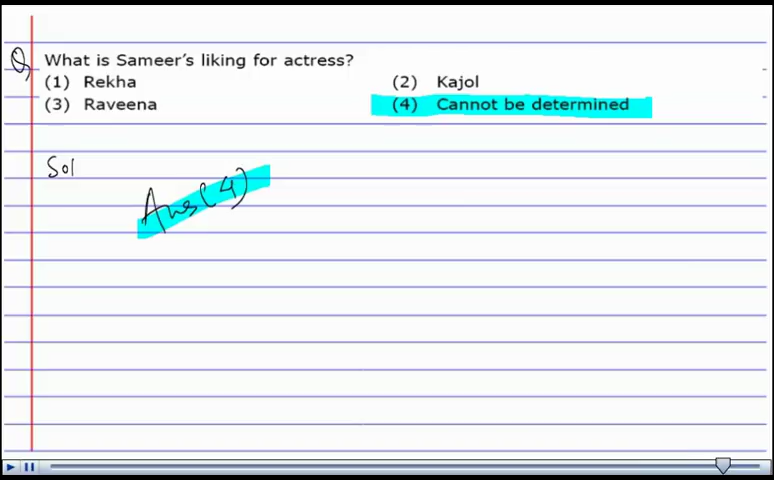 Q, What is Sameer's liking for actress?
(1) Rekha (2) Kajol
(3) Raveena (4) Cannot be determined
Sol
Ans (4)